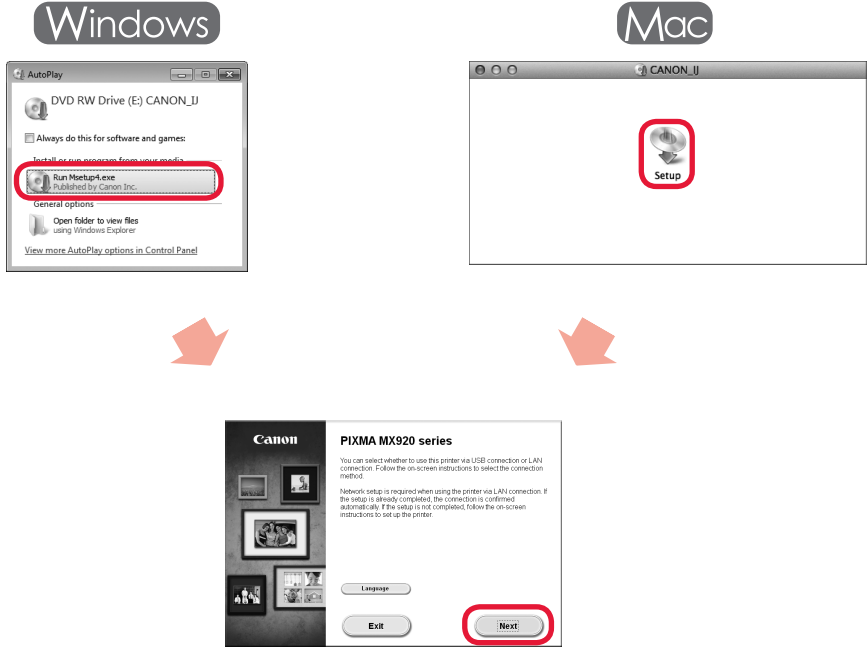 Windows
Mac
AutoPlay
DVD RW Drive (E:) CANON_IJ
Always do this for software and games:
Install or run program from your media
Run Msetup4.exe
Published by Canon Inc.
General options
Open folder to view files
using Windows Explorer
View more AutoPlay options in Control Panel
CANON_IJ
Setup
Canon
PIXMA MX920 series
You can select whether to use this printer via USB connection or LAN
connection. Follow the on-screen instructions to select the connection
method.
Network setup is required when using the printer via LAN connection. If
the setup is already completed, the connection is confirmed
automatically. If the setup is not completed, follow the on-screen
instructions to set up the printer.
Language
Exit
Next